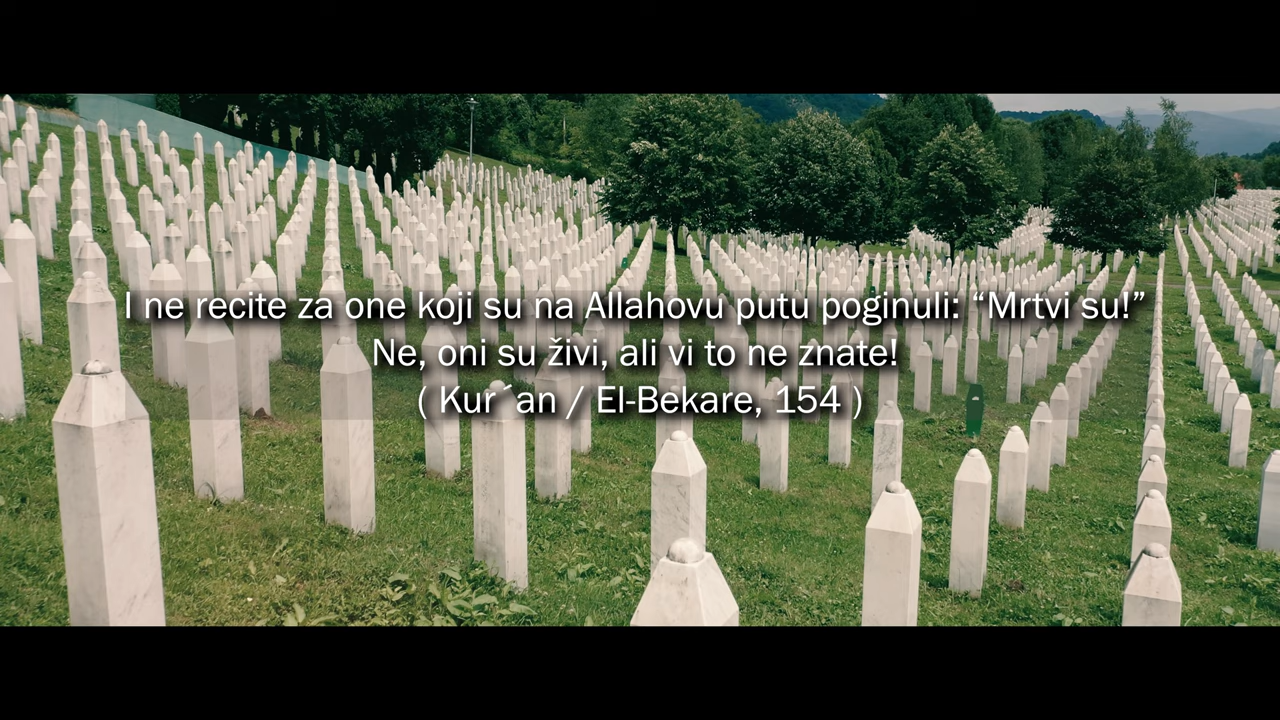 I ne recite za one koji su na Allahovu putu poginuli: “Mrtvi su!”
Ne, oni su živi, ali vi to ne znate!
( Kur´an / El-Bekare, 154 )